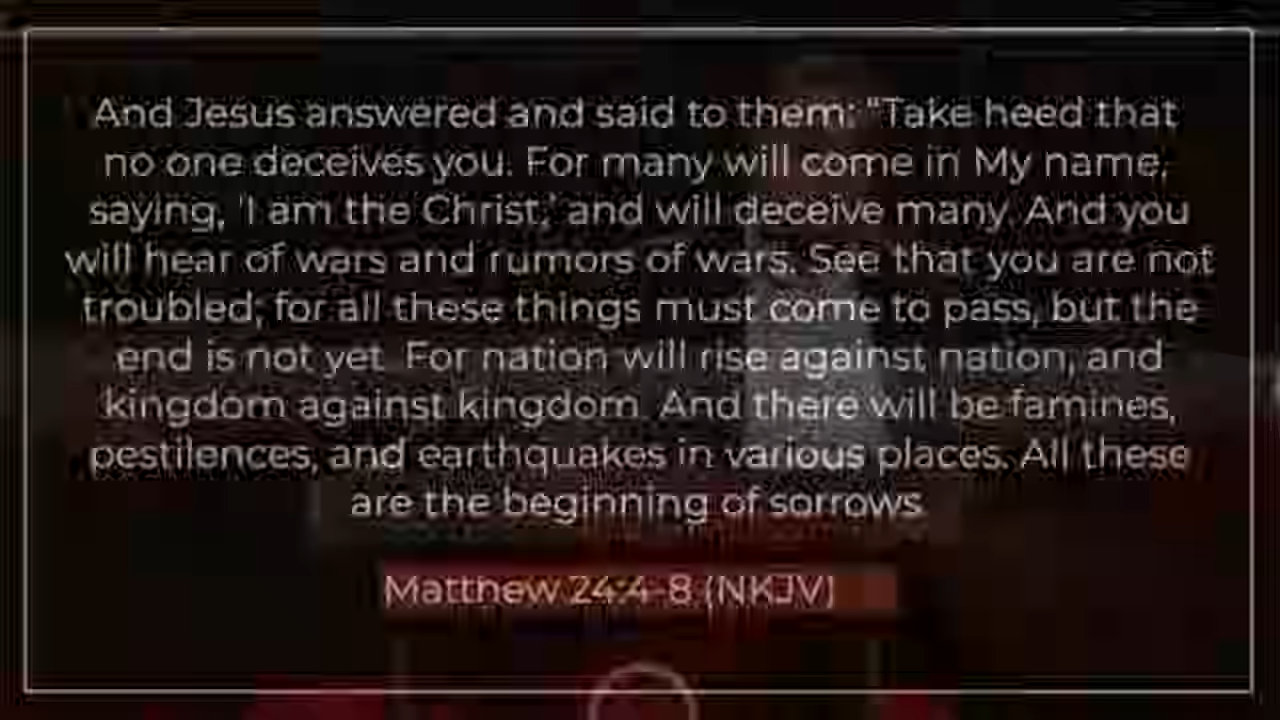 And Jesus answered and said to them: "Take heed that
no one deceives you. For many will come in My name,
saying, 'I am the Christ,' and will deceive many. And you
will hear of wars and rumors of wars. See that you are not
troubled; for all these things must come to pass, but the
end is not yet. For nation will rise against nation, and
kingdom against kingdom. And there will be famines,
pestilences, and earthquakes in various places. All these
are the beginning of sorrows.
Matthew 24:4-8 (NKJV)